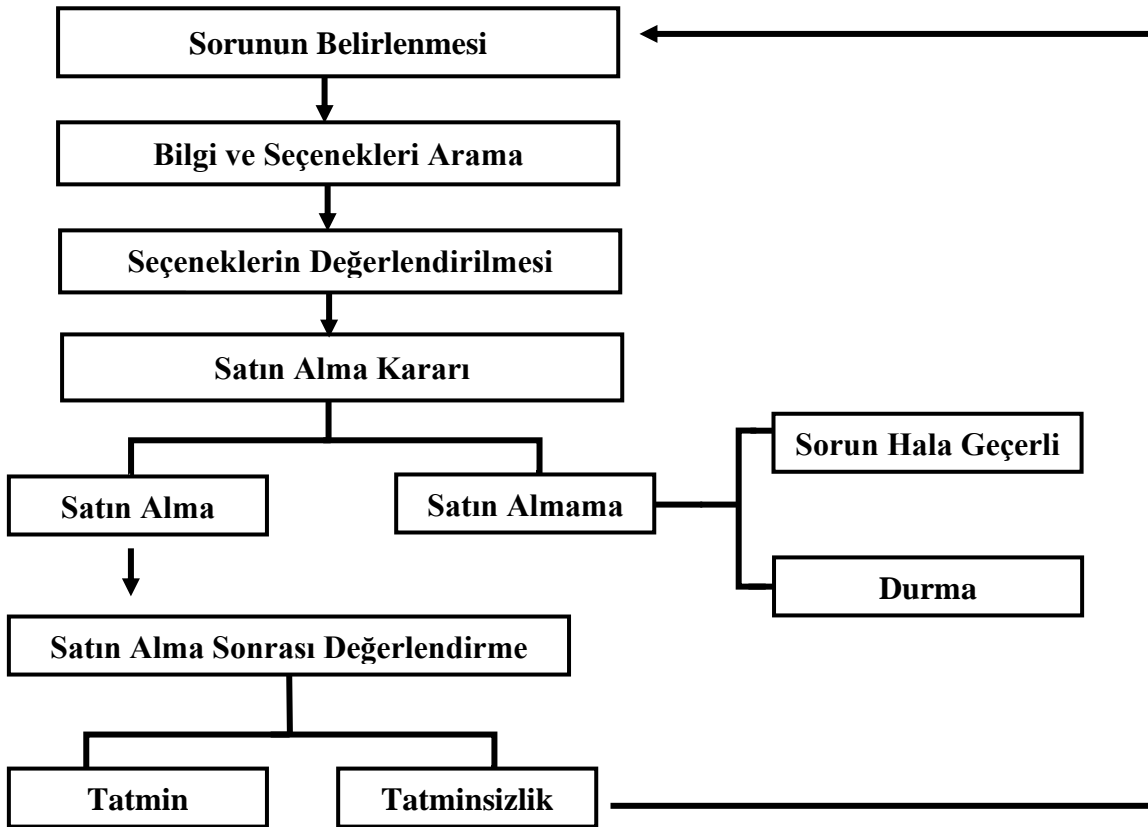 Sorunun Belirlenmesi
Bilgi ve Seçenekleri Arama
Seçeneklerin Değerlendirilmesi
Satın Alma Kararı
Satın Alma
Satın Almama
Sorun Hala Geçerli
Durma
Satın Alma Sonrası Değerlendirme
Tatmin
Tatminsizlik